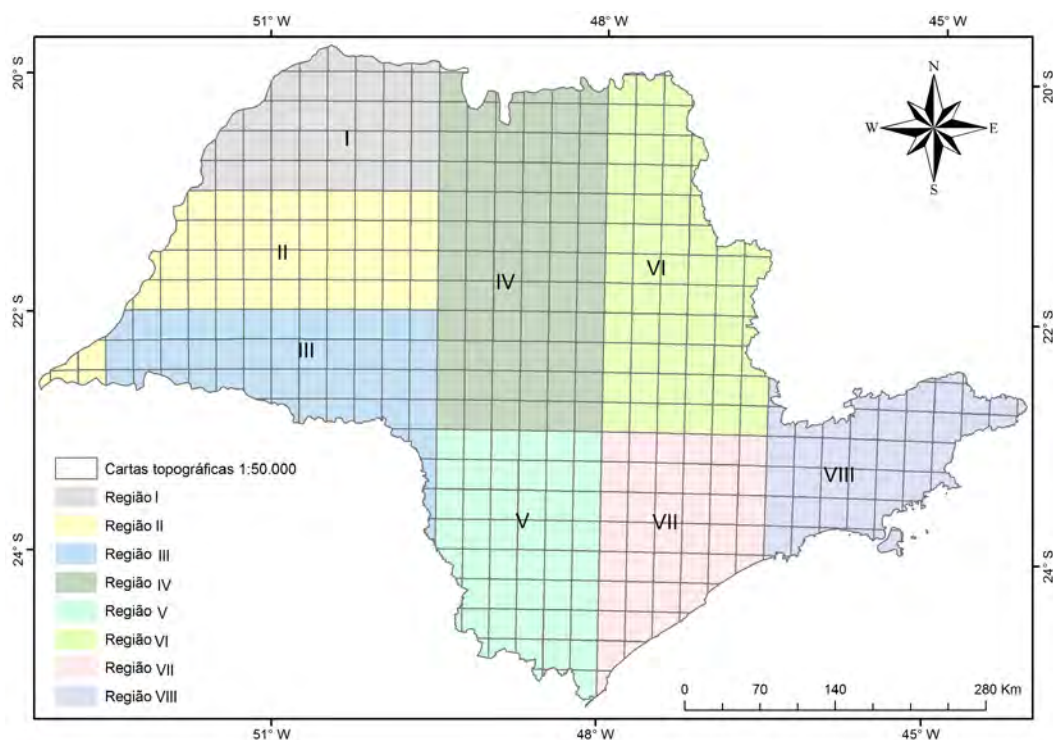 51° W 48° W 45° W
20° S 20° S
N
W E
S
I
II
IV
VI
22° S 22° S
III
VIII
V
VII
24° S 24° S
Cartas topográficas 1:50.000
Região I
Região II
Região III
Região IV
Região V
Região VI
Região VII
Região VIII
0 70 140 280 Km
51° W 48° W 45° W